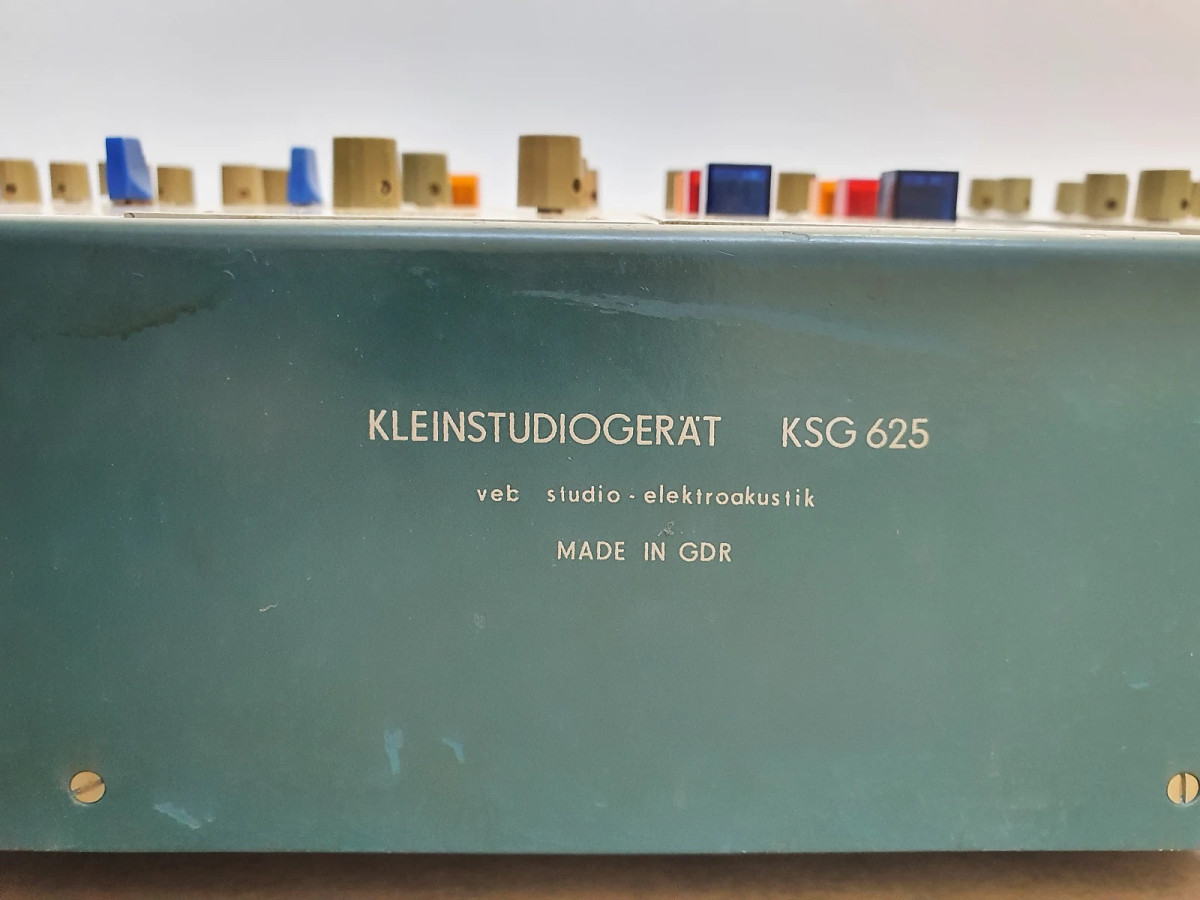 KLEINSTUDIOGERÄT KSG 625
veb studio-elektroakustik
MADE IN GDR